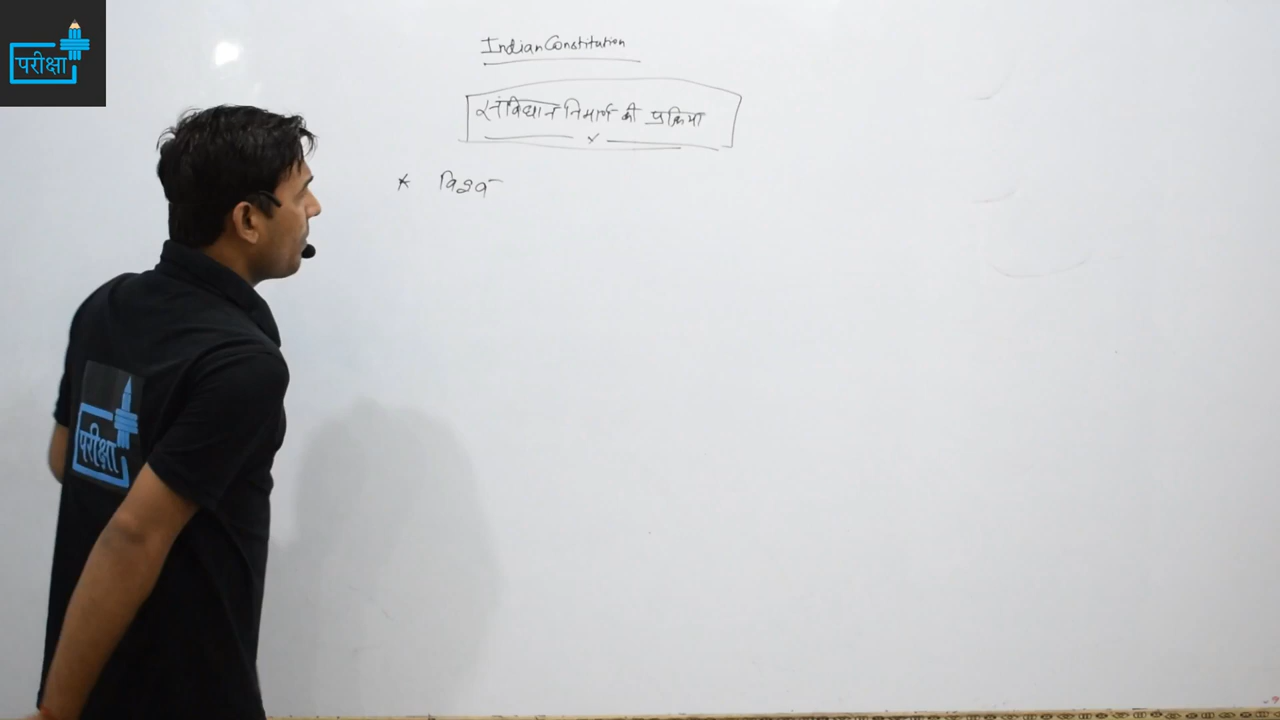 परीक्षा
Indian Constitution
संविधान निमार्ण की प्रक्रिया
* विश्व
परीक्षा